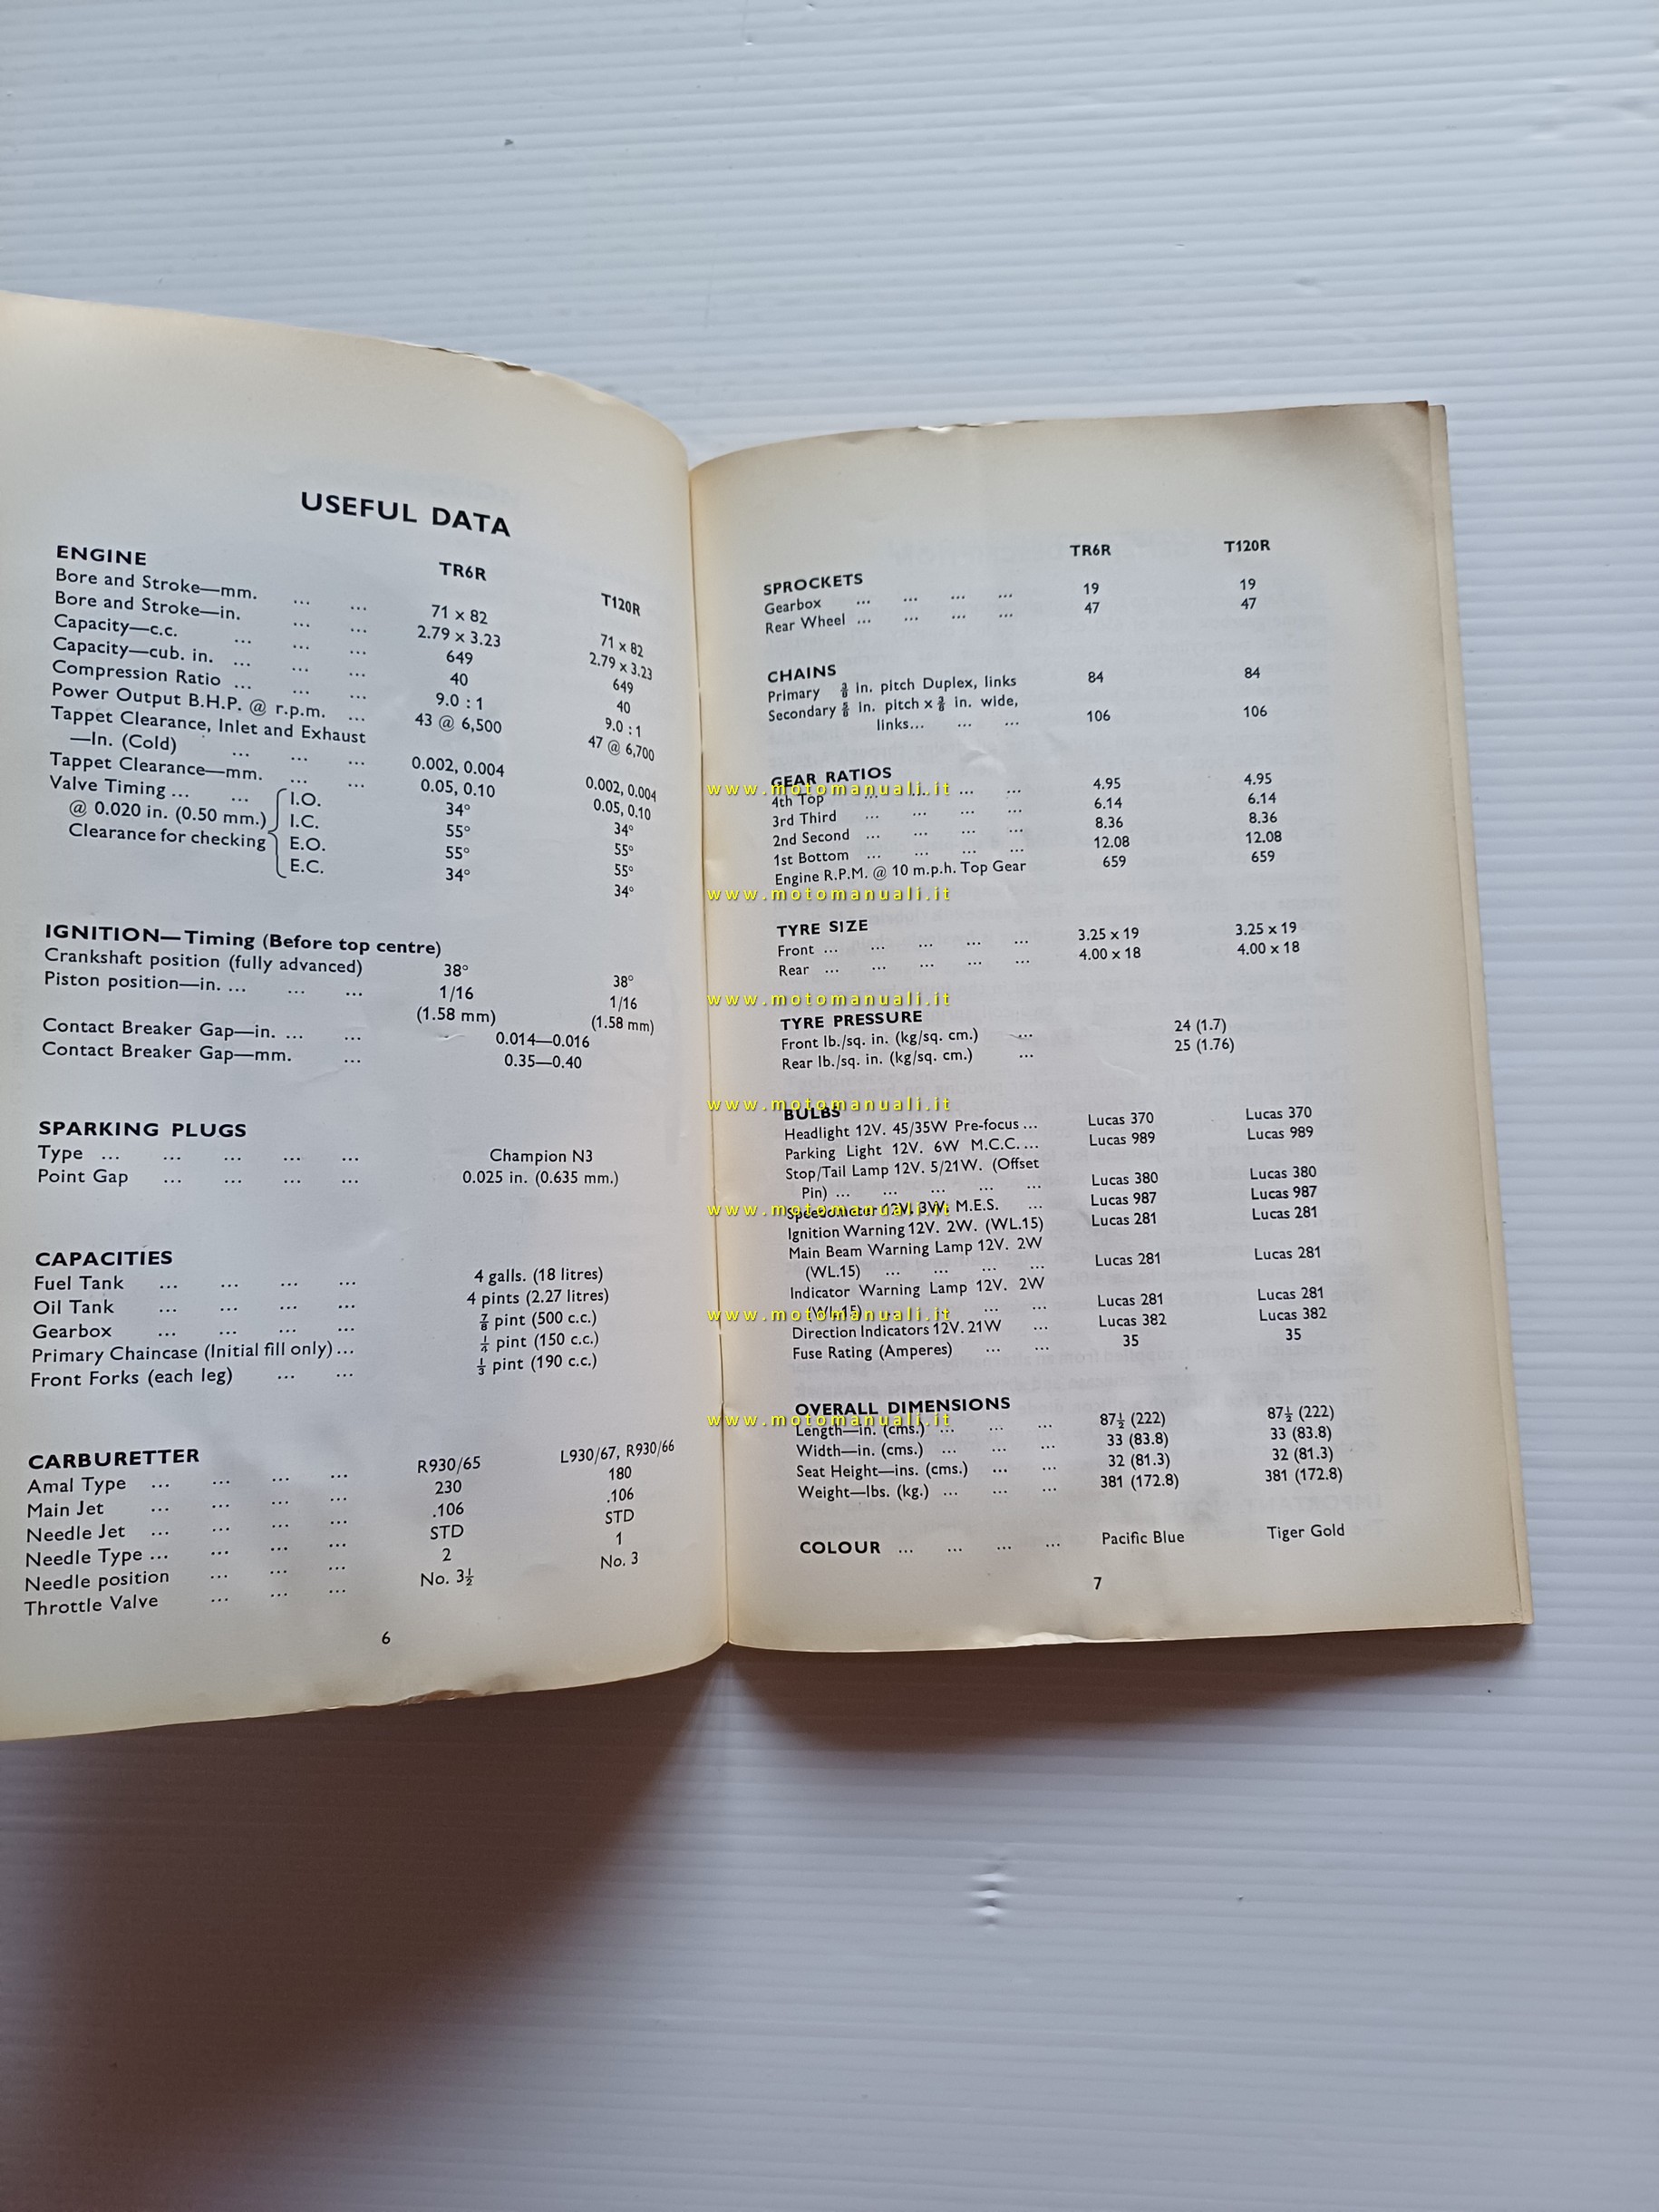 USEFUL DATA
ENGINE TR6R T120R
Bore and Stroke—mm. ... ... 71 x 82 71 x 82
Bore and Stroke—in. ... ... 2.79 x 3.23 2.79 x 3.23
Capacity—c.c. ... ... ... 649 649
Capacity—cub. in. ... ... ... 40 40
Compression Ratio ... ... ... 9.0 : 1 9.0 : 1
Power Output B.H.P. @ r.p.m. ... 43 @ 6,500 47 @ 6,700
Tappet Clearance, Inlet and Exhaust
—In. (Cold) ... ... ... 0.002, 0.004 0.002, 0.004
Tappet Clearance—mm. ... ... 0.05, 0.10 0.05, 0.10
Valve Timing ... ... I.O. 34° 34°
@ 0.020 in. (0.50 mm.) I.C. 55° 55°
Clearance for checking E.O. 55° 55°
E.C. 34° 34°
IGNITION—Timing (Before top centre)
Crankshaft position (fully advanced) 38° 38°
Piston position—in. ... ... ... 1/16 1/16
(1.58 mm) (1.58 mm)
Contact Breaker Gap—in. ... ... 0.014—0.016
Contact Breaker Gap—mm. ... 0.35—0.40
SPARKING PLUGS
Type ... ... ... ... ... Champion N3
Point Gap ... ... ... ... 0.025 in. (0.635 mm.)
CAPACITIES
Fuel Tank ... ... ... ... 4 galls. (18 litres)
Oil Tank ... ... ... ... 4 pints (2.27 litres)
Gearbox ... ... ... ... ⅞ pint (500 c.c.)
Primary Chaincase (Initial fill only)... ¼ pint (150 c.c.)
Front Forks (each leg) ... ... ⅓ pint (190 c.c.)
CARBURETTER
Amal Type ... ... ... ... R930/65 L930/67, R930/66
Main Jet ... ... ... ... 230 180
Needle Jet ... ... ... ... .106 .106
Needle Type ... ... ... ... STD STD
Needle position ... ... ... 2 1
Throttle Valve ... ... ... No. 3½ No. 3
6
TR6R T120R
SPROCKETS
Gearbox ... ... ... ... 19 19
Rear Wheel ... ... ... ... 47 47
CHAINS
Primary ⅜ In. pitch Duplex, links 84 84
Secondary ⅝ in. pitch x ⅜ in. wide,
links... ... ... 106 106
GEAR RATIOS
4th Top ... ... ... ... 4.95 4.95
3rd Third ... ... ... ... 6.14 6.14
2nd Second ... ... ... ... 8.36 8.36
1st Bottom ... ... ... ... 12.08 12.08
Engine R.P.M. @ 10 m.p.h. Top Gear 659 659
TYRE SIZE
Front ... ... ... ... ... 3.25 x 19 3.25 x 19
Rear ... ... ... ... ... 4.00 x 18 4.00 x 18
TYRE PRESSURE
Front lb./sq. in. (kg/sq. cm.) ... 24 (1.7)
Rear lb./sq. in. (kg/sq. cm.) ... 25 (1.76)
BULBS
Headlight 12V. 45/35W Pre-focus... Lucas 370 Lucas 370
Parking Light 12V. 6W M.C.C.... Lucas 989 Lucas 989
Stop/Tail Lamp 12V. 5/21W. (Offset
Pin) ... ... ... ... ... Lucas 380 Lucas 380
Speedometer 12V. 3W. M.E.S. ... Lucas 987 Lucas 987
Ignition Warning 12V. 2W. (WL.15) Lucas 281 Lucas 281
Main Beam Warning Lamp 12V. 2W
(WL.15) ... ... ... ... Lucas 281 Lucas 281
Indicator Warning Lamp 12V. 2W
(WL.15) ... ... ... ... Lucas 281 Lucas 281
Direction Indicators 12V. 21W ... Lucas 382 Lucas 382
Fuse Rating (Amperes) ... ... 35 35
OVERALL DIMENSIONS
Length—in. (cms.) ... ... ... 87½ (222) 87½ (222)
Width—in. (cms.) ... ... ... 33 (83.8) 33 (83.8)
Seat Height—ins. (cms.) ... ... 32 (81.3) 32 (81.3)
Weight—lbs. (kg.) ... ... ... 381 (172.8) 381 (172.8)
COLOUR ... ... ... ... Pacific Blue Tiger Gold
7
www.motomanuali.it
www.motomanuali.it
www.motomanuali.it
www.motomanuali.it
www.motomanuali.it
www.motomanuali.it
www.motomanuali.it